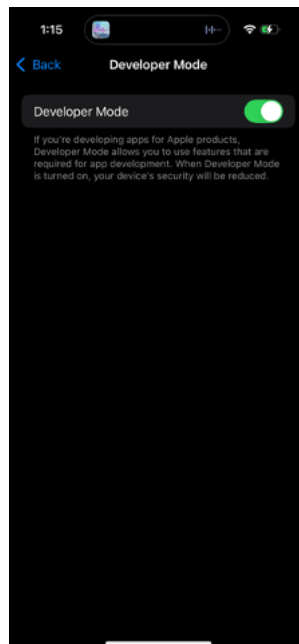 1:15
Back
Developer Mode
Developer Mode
If you're developing apps for Apple products,
Developer Mode allows you to use features that are
required for app development. When Developer Mode
is turned on, your device's security will be reduced.